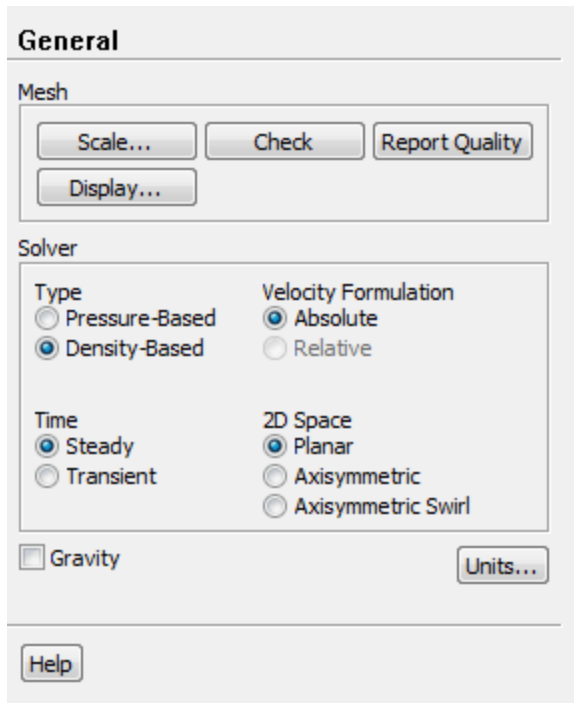 General
Mesh
Scale... Check Report Quality
Display...
Solver
Type Velocity Formulation
Pressure-Based Absolute
Density-Based Relative
Time 2D Space
Steady Planar
Transient Axisymmetric
Axisymmetric Swirl
Gravity Units...
Help